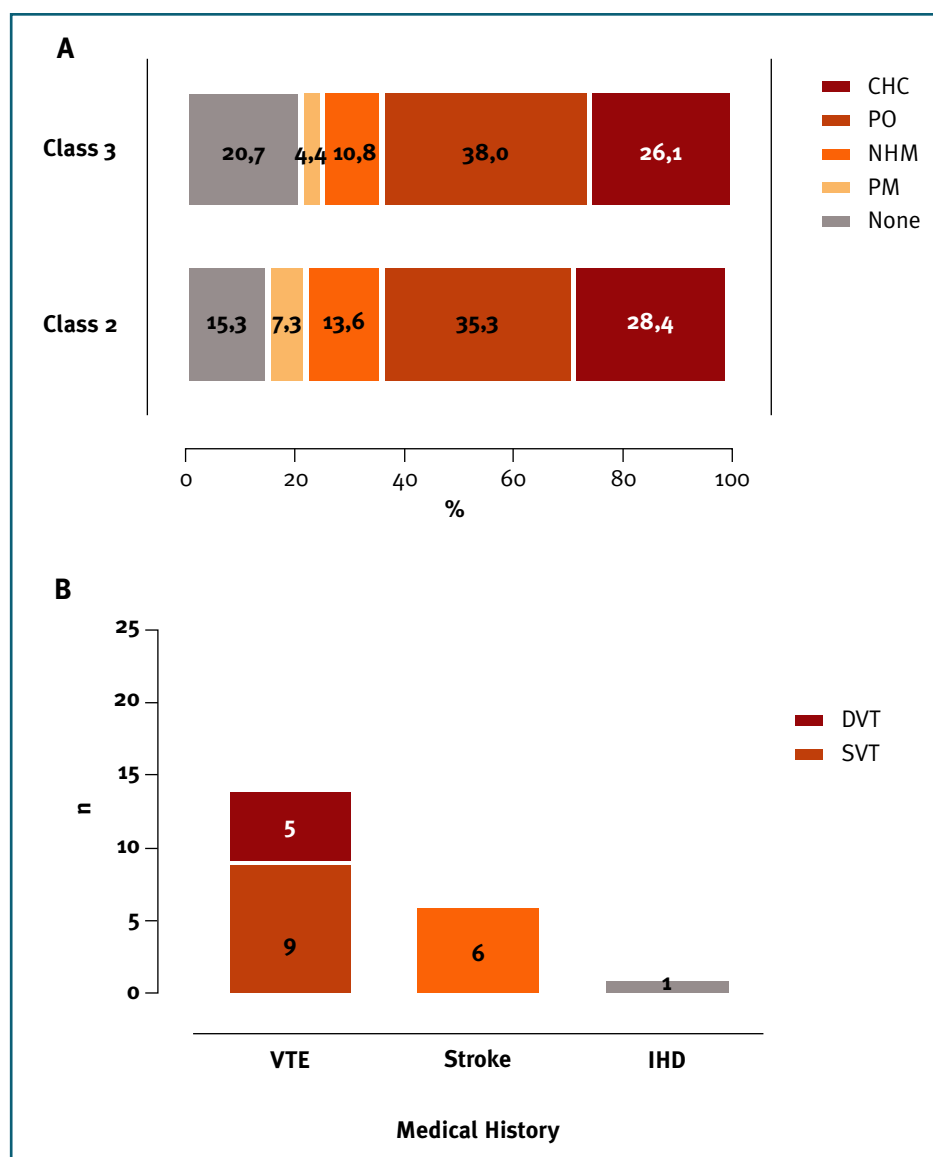 A
Class 3
20,7 4,4 10,8 38,0 26,1
Class 2
15,3 7,3 13,6 35,3 28,4
0 20 40 60 80 100
%
CHC
PO
NHM
PM
None
B
25
20
15
10
5
0
n
5
9
6
1
VTE Stroke IHD
Medical History
DVT
SVT